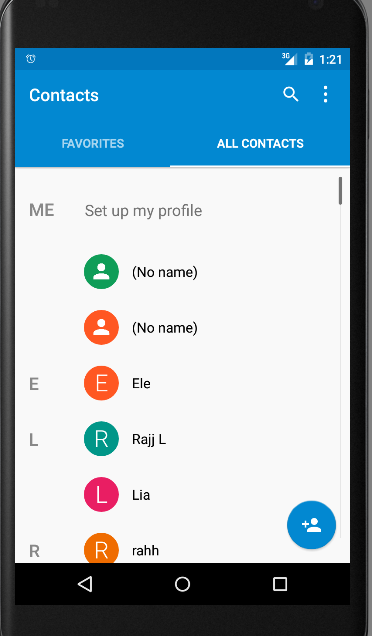 3G 1:21
Contacts
FAVORITES ALL CONTACTS
ME Set up my profile
(No name)
(No name)
E E Ele
L R Rajj L
L Lia
R R rahh